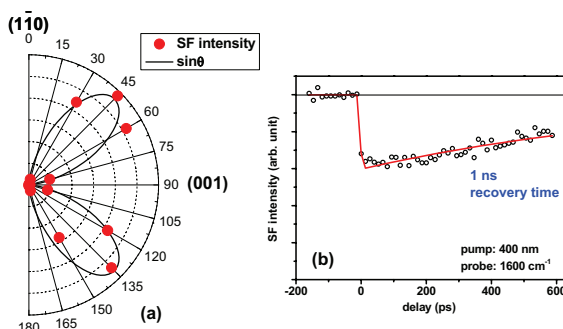 (11̅0)
0
15
30
45
60
75
90
(001)
105
120
135
150
165
180
SF intensity
sinθ
(a)
SF intensity (arb. unit)
1 ns
recovery time
pump: 400 nm
probe: 1600 cm⁻¹
(b)
-200
0
200
400
600
delay (ps)